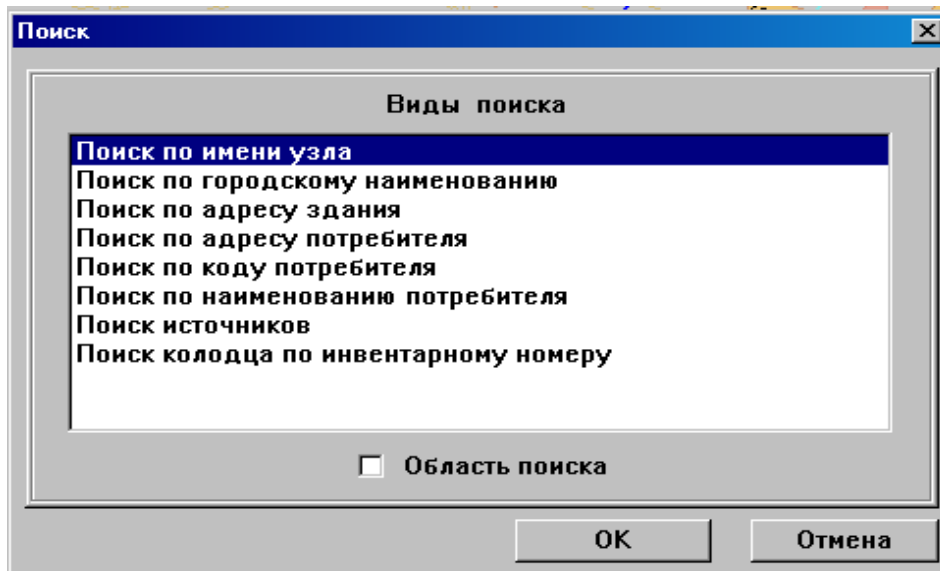 Поиск
Виды поиска
Поиск по имени узла
Поиск по городскому наименованию
Поиск по адресу здания
Поиск по адресу потребителя
Поиск по коду потребителя
Поиск по наименованию потребителя
Поиск источников
Поиск колодца по инвентарному номеру
Область поиска
OK
Отмена